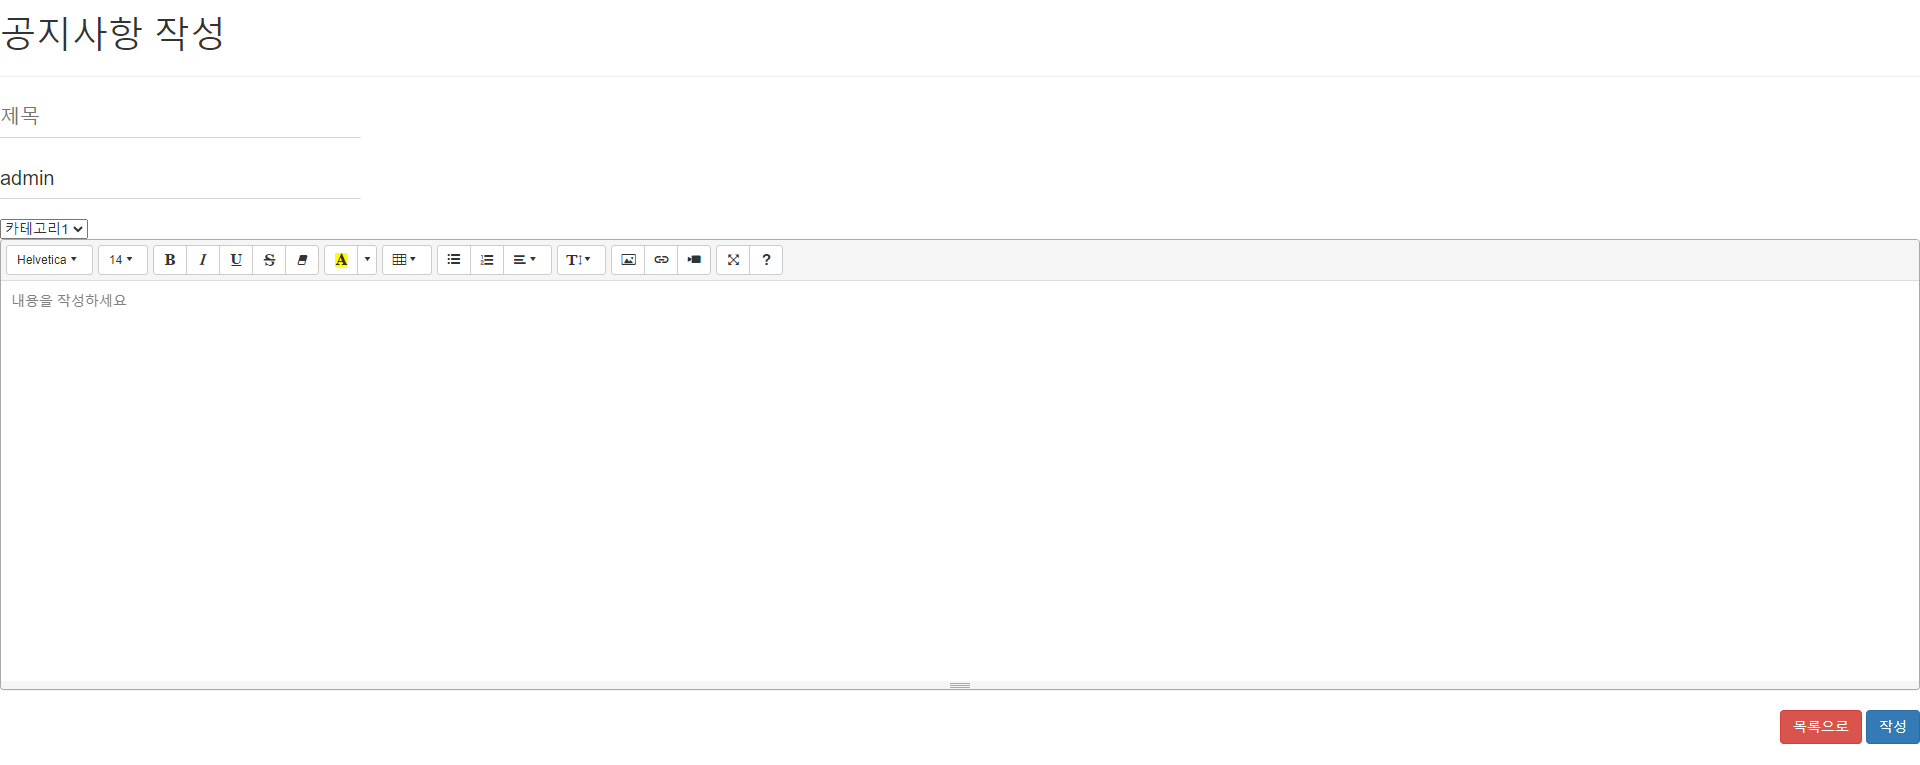 공지사항 작성
제목
admin
카테고리1
Helvetica 14 B I U S A T ?
내용을 작성하세요
목록으로 작성